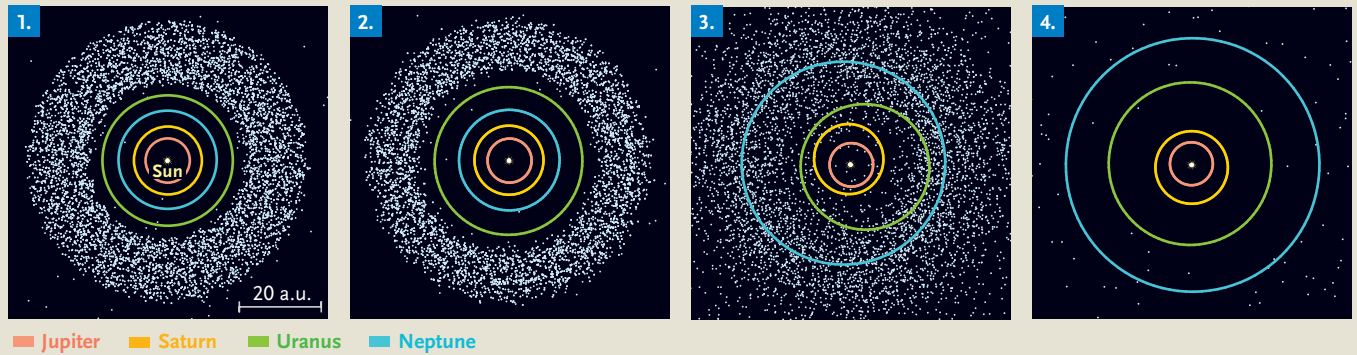 1.
2.
3.
4.
Sun
20 a.u.
Jupiter Saturn Uranus Neptune